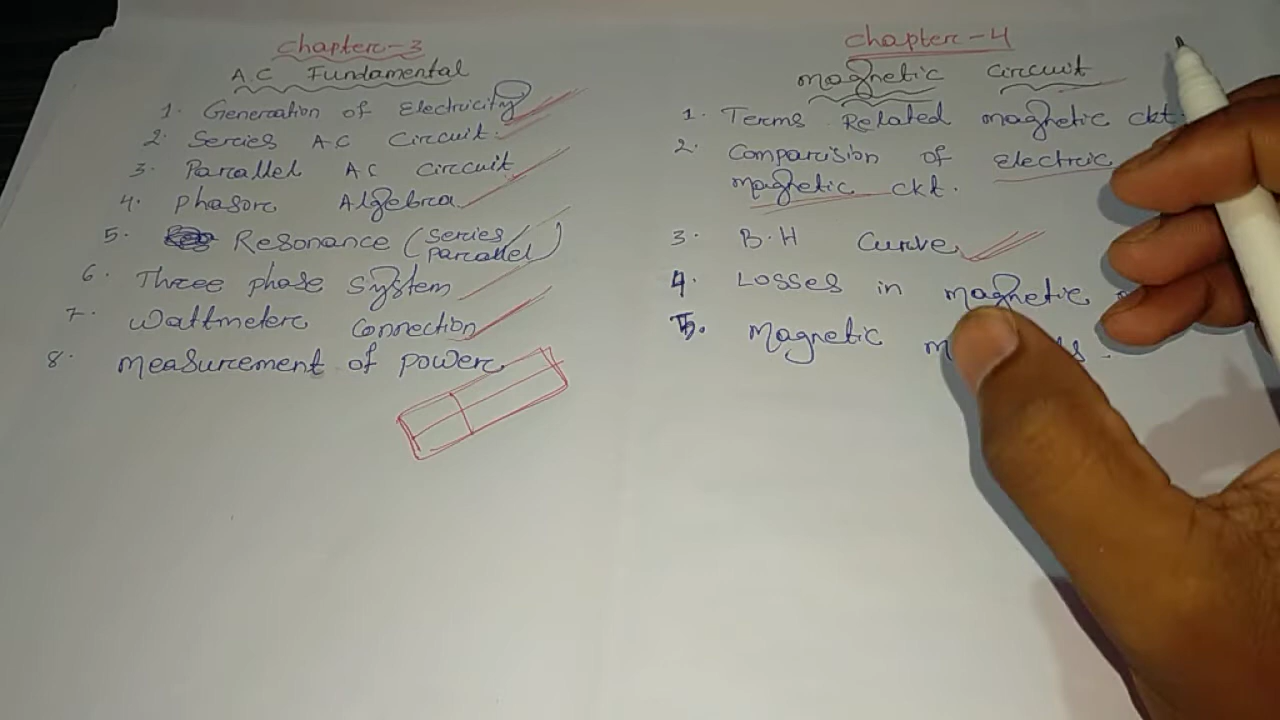 Chapter-3
A.C Fundamental
1. Generation of Electricity
2. Series A.C Circuit.
3. Parallel AC Circuit
4. Phasor Algebra
5. Resonance (Series/Parallel)
6. Three phase System
7. Wattmeter Connection
8. Measurement of power
Chapter-4
Magnetic Circuit
1. Terms Related magnetic ckt.
2. Comparision of Electric
magnetic ckt.
3. B.H Curve
4. Losses in magnetic
5. Magnetic